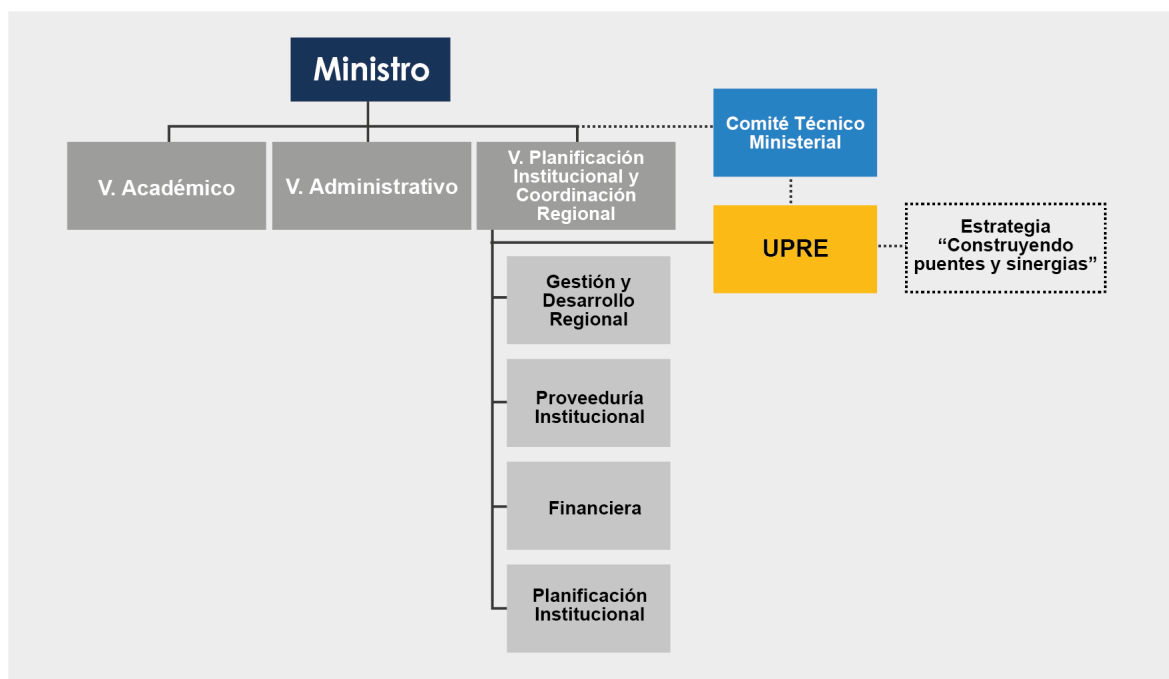 Ministro
Comité Técnico
Ministerial
V. Académico
V. Administrativo
V. Planificación
Institucional y
Coordinación
Regional
UPRE
Estrategia
“Construyendo
puentes y sinergias”
Gestión y
Desarrollo
Regional
Proveeduría
Institucional
Financiera
Planificación
Institucional